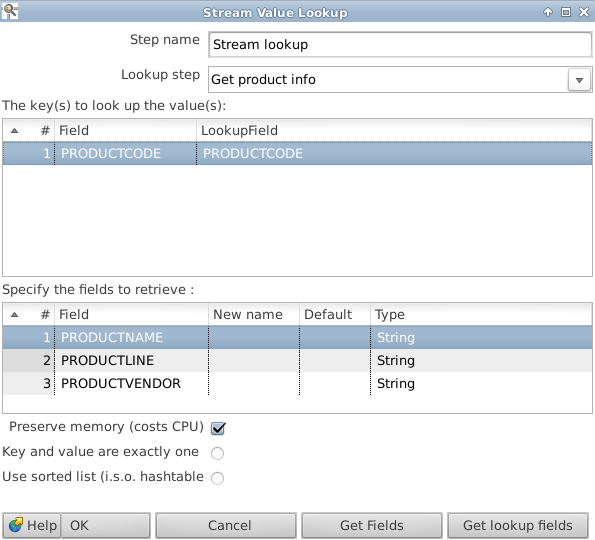 Stream Value Lookup
Step name Stream lookup
Lookup step Get product info
The key(s) to look up the value(s):
# Field LookupField
1 PRODUCTCODE PRODUCTCODE
Specify the fields to retrieve :
# Field New name Default Type
1 PRODUCTNAME String
2 PRODUCTLINE String
3 PRODUCTVENDOR String
Preserve memory (costs CPU)
Key and value are exactly one
Use sorted list (i.s.o. hashtable
Help OK Cancel Get Fields Get lookup fields